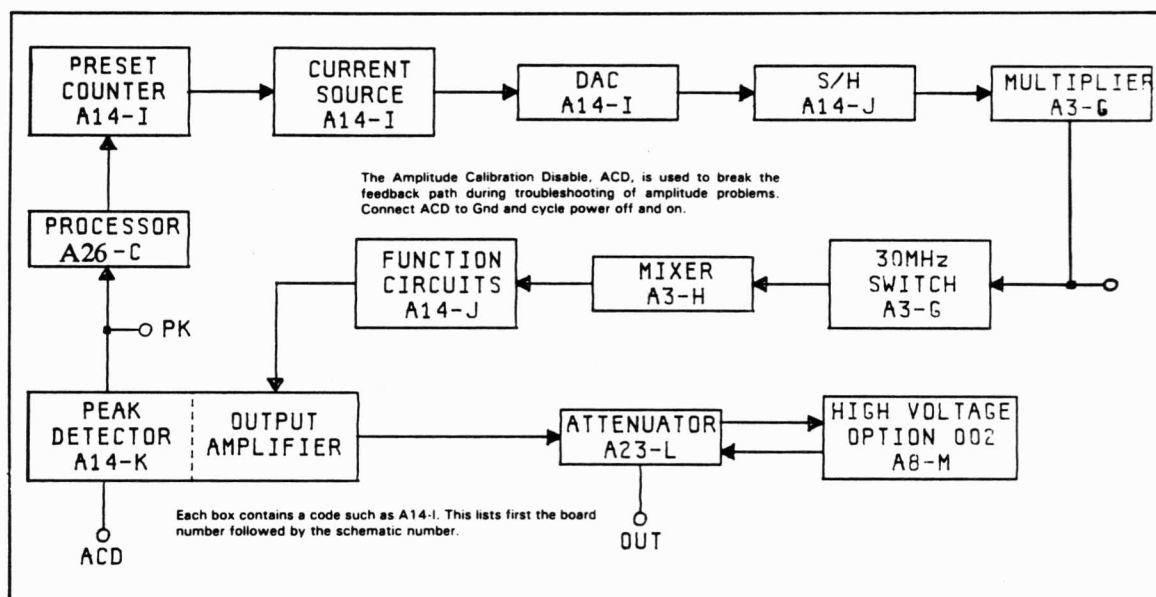 PRESET
COUNTER
A14-I
CURRENT
SOURCE
A14-I
DAC
A14-I
S/H
A14-J
MULTIPLIER
A3-G
The Amplitude Calibration Disable, ACD, is used to break the
feedback path during troubleshooting of amplitude problems.
Connect ACD to Gnd and cycle power off and on.
PROCESSOR
A26-C
FUNCTION
CIRCUITS
A14-J
MIXER
A3-H
30MHz
SWITCH
A3-G
PK
PEAK
DETECTOR
A14-K
OUTPUT
AMPLIFIER
ATTENUATOR
A23-L
HIGH VOLTAGE
OPTION 002
A8-M
Each box contains a code such as A14-I. This lists first the board
number followed by the schematic number.
ACD
OUT